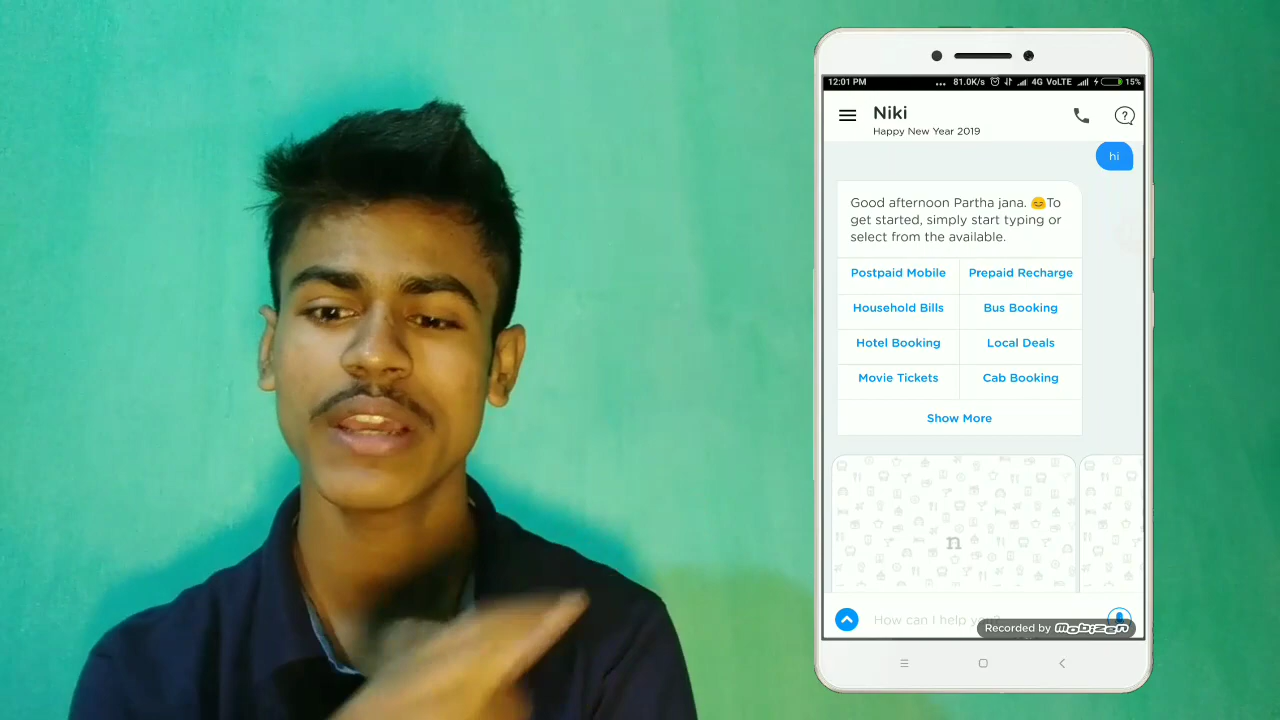 12:01 PM
... 81.0K/s 4G VoLTE 15%
Niki
Happy New Year 2019
hi
Good afternoon Partha jana. 😊To
get started, simply start typing or
select from the available.
Postpaid Mobile Prepaid Recharge
Household Bills Bus Booking
Hotel Booking Local Deals
Movie Tickets Cab Booking
Show More
n
How can I help you?
Recorded by mobizen